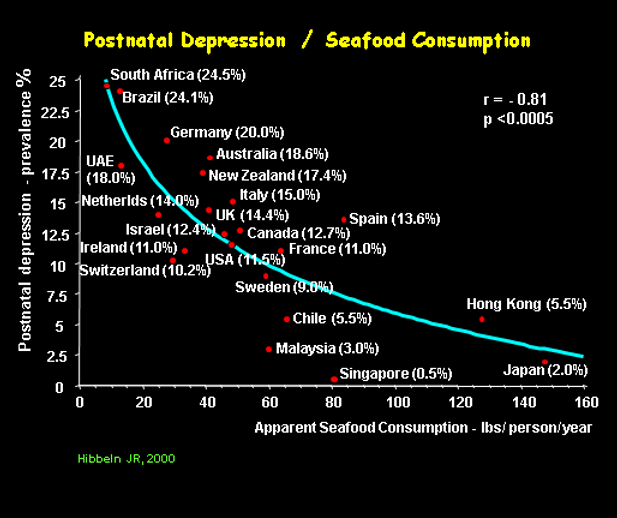 Postnatal Depression / Seafood Consumption
Postnatal depression - prevalence %
25
22.5
20
17.5
15
12.5
10
7.5
5
2.5
0
South Africa (24.5%)
Brazil (24.1%)
r = - 0.81
p <0.0005
Germany (20.0%)
Australia (18.6%)
UAE
(18.0%)
New Zealand (17.4%)
Italy (15.0%)
Netherlds (14.0%)
UK (14.4%)
Spain (13.6%)
Israel (12.4%)
Canada (12.7%)
Ireland (11.0%)
France (11.0%)
USA (11.5%)
Switzerland (10.2%)
Sweden (9.0%)
Hong Kong (5.5%)
Chile (5.5%)
Malaysia (3.0%)
Singapore (0.5%)
Japan (2.0%)
0 20 40 60 80 100 120 140 160
Apparent Seafood Consumption - lbs/ person/year
Hibbeln JR, 2000